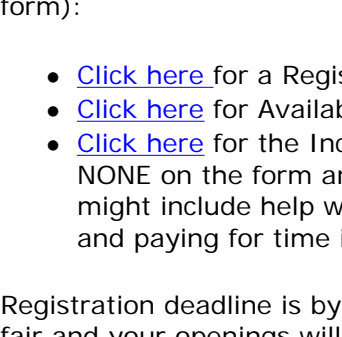 form):
• Click here for a Regis
• Click here for Availab
• Click here for the Inc
NONE on the form an
might include help w
and paying for time i
Registration deadline is by
fair and your openings will